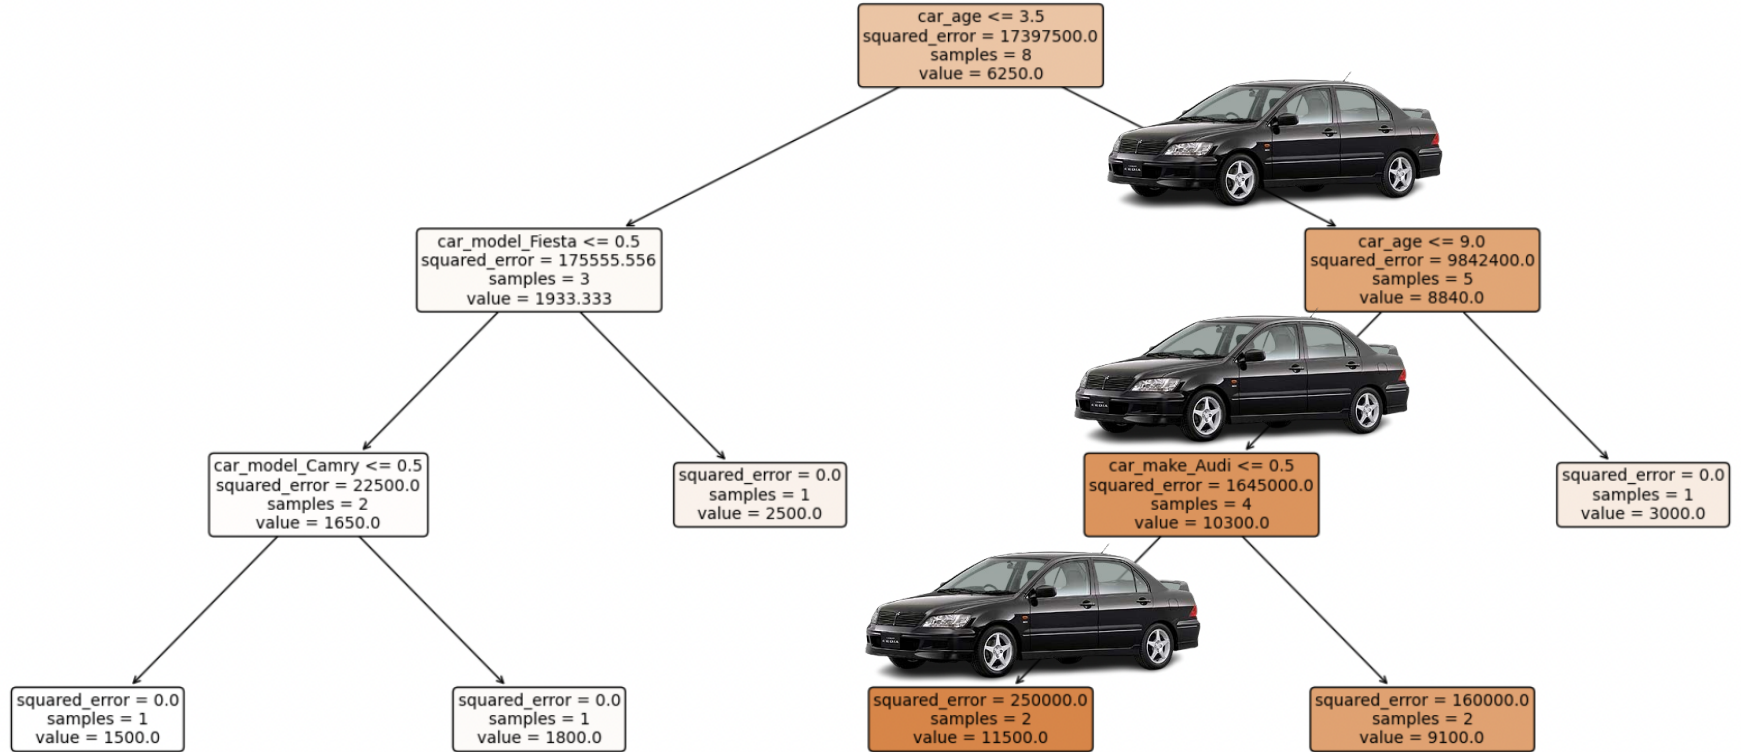 car_age <= 3.5
squared_error = 17397500.0
samples = 8
value = 6250.0
car_model_Fiesta <= 0.5
squared_error = 175555.556
samples = 3
value = 1933.333
car_age <= 9.0
squared_error = 9842400.0
samples = 5
value = 8840.0
car_model_Camry <= 0.5
squared_error = 22500.0
samples = 2
value = 1650.0
squared_error = 0.0
samples = 1
value = 2500.0
car_make_Audi <= 0.5
squared_error = 1645000.0
samples = 4
value = 10300.0
squared_error = 0.0
samples = 1
value = 3000.0
squared_error = 0.0
samples = 1
value = 1500.0
squared_error = 0.0
samples = 1
value = 1800.0
squared_error = 250000.0
samples = 2
value = 11500.0
squared_error = 160000.0
samples = 2
value = 9100.0